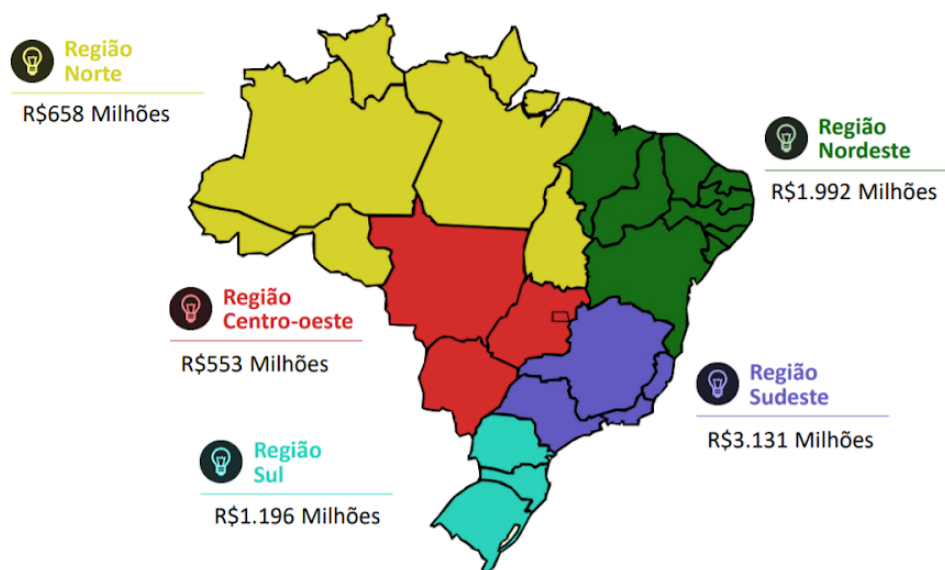 Região
Norte
R$658 Milhões
Região
Nordeste
R$1.992 Milhões
Região
Centro-oeste
R$553 Milhões
Região
Sudeste
R$3.131 Milhões
Região
Sul
R$1.196 Milhões